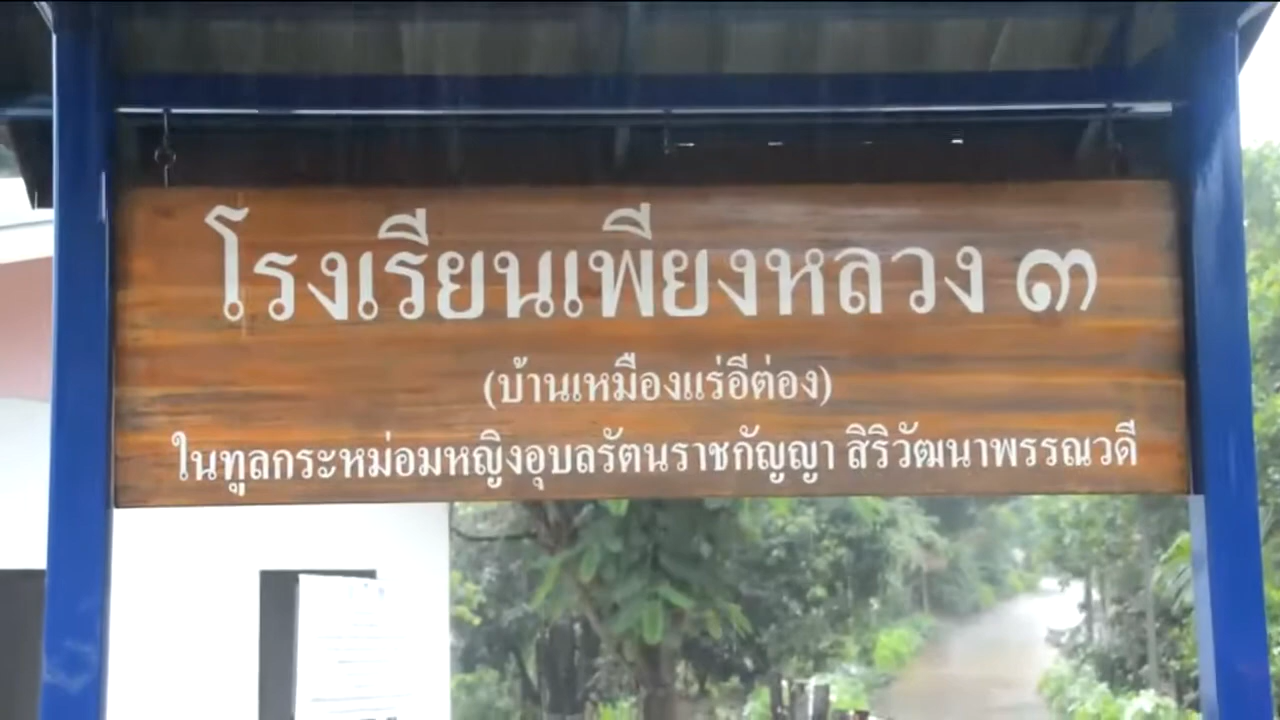 โรงเรียนเพียงหลวง ๓
(บ้านเหมืองแร่อีต่อง)
ในทูลกระหม่อมหญิงอุบลรัตนราชกัญญา สิริวัฒนาพรรณวดี